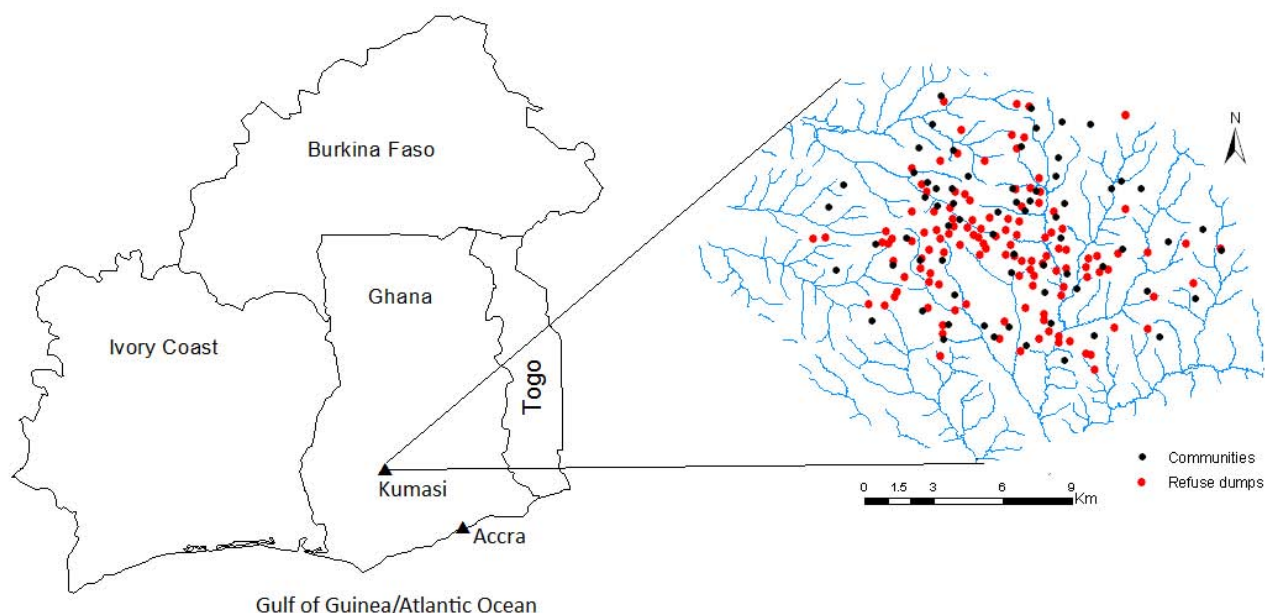 Burkina Faso
Ghana
Ivory Coast
Togo
Kumasi
Accra
Gulf of Guinea/Atlantic Ocean
N
Communities
Refuse dumps
0 1.5 3 6 9
Km